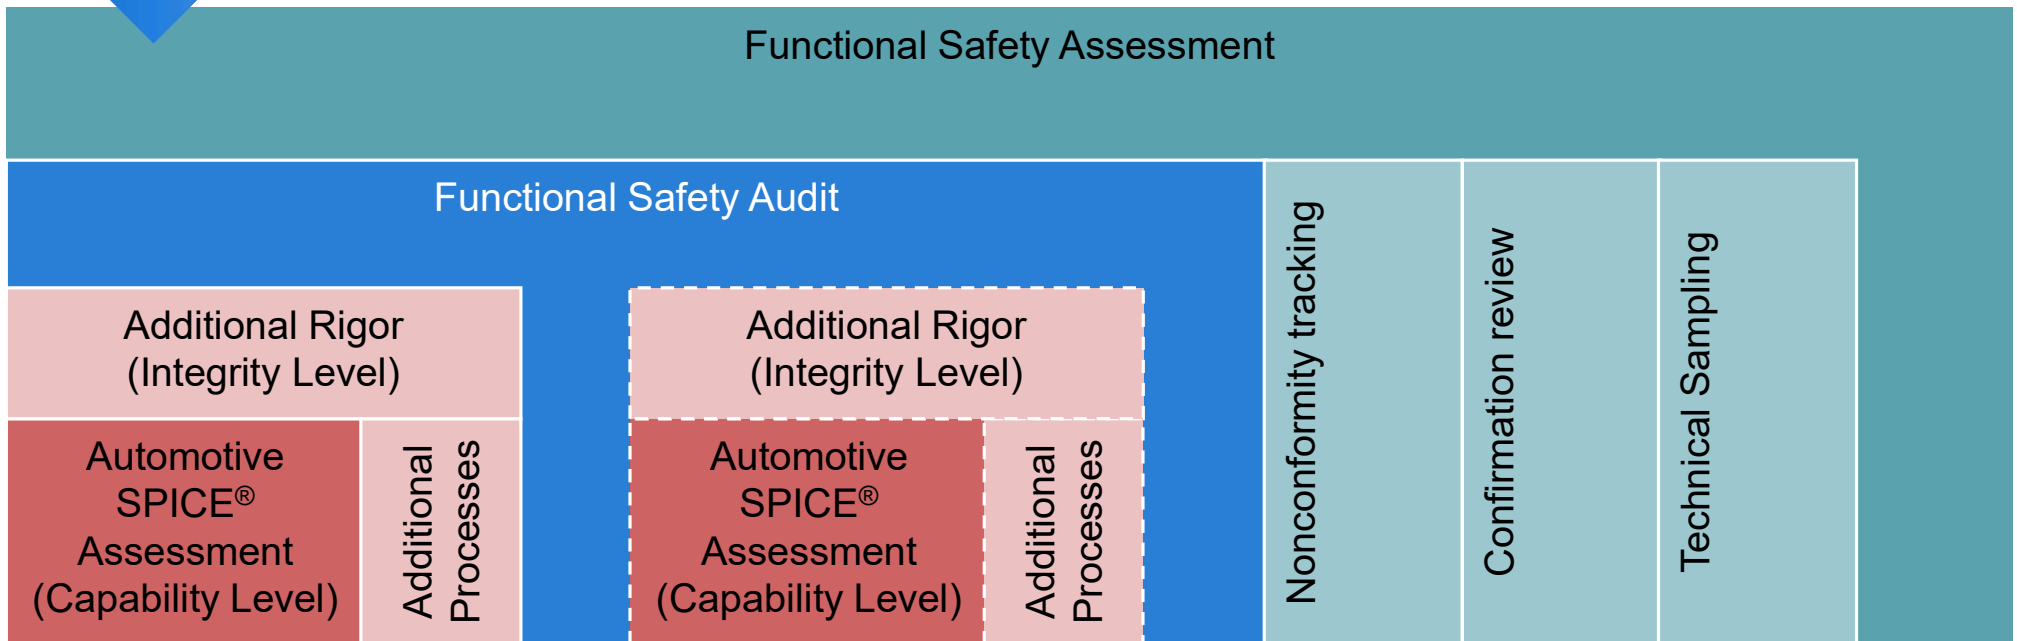 Functional Safety Assessment
Functional Safety Audit
Additional Rigor
(Integrity Level)
Automotive
SPICE®
Assessment
(Capability Level)
Additional
Processes
Additional Rigor
(Integrity Level)
Automotive
SPICE®
Assessment
(Capability Level)
Additional
Processes
Nonconformity tracking
Confirmation review
Technical Sampling